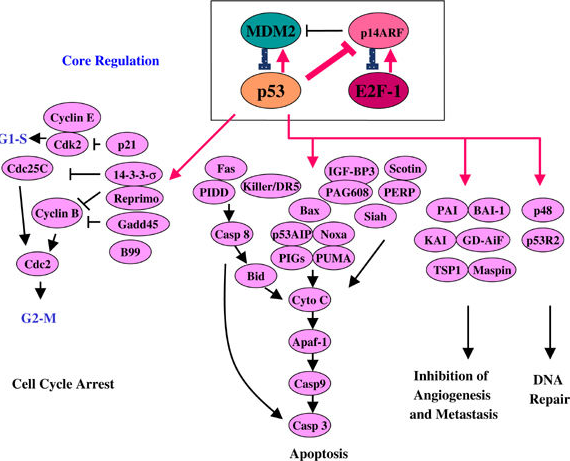 MDM2
p14ARF
Core Regulation
p53
E2F-1
Cyclin E
G1-S
Cdk2
p21
Cdc25C
14-3-3-σ
Reprimo
Cyclin B
Gadd45
B99
Cdc2
G2-M
Cell Cycle Arrest
Fas
PIDD
Killer/DR5
IGF-BP3
PAG608
Scotin
PERP
Siah
Bax
Casp 8
p53AIP
Noxa
PIGs
PUMA
Bid
Cyto C
Apaf-1
Casp9
Casp 3
Apoptosis
PAI
BAI-1
KAI
GD-AiF
TSP1
Maspin
Inhibition of
Angiogenesis
and Metastasis
p48
p53R2
DNA
Repair